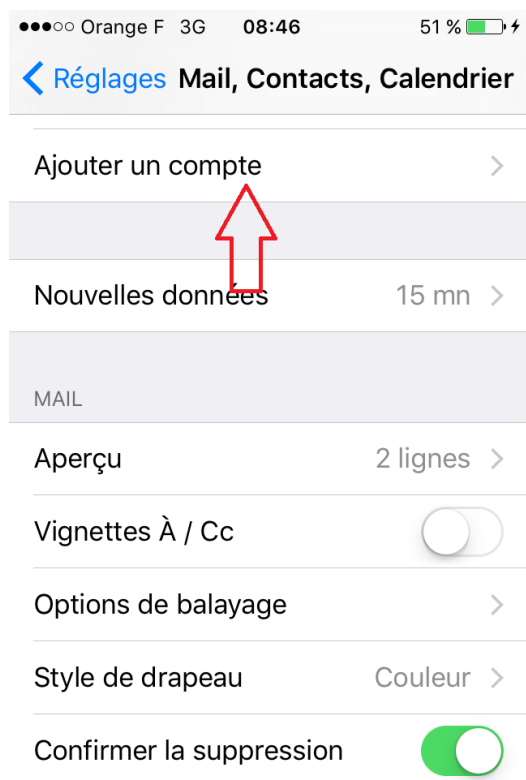 Orange F 3G 08:46 51 %
Réglages Mail, Contacts, Calendrier
Ajouter un compte
Nouvelles données 15 mn
MAIL
Aperçu 2 lignes
Vignettes À / Cc
Options de balayage
Style de drapeau Couleur
Confirmer la suppression